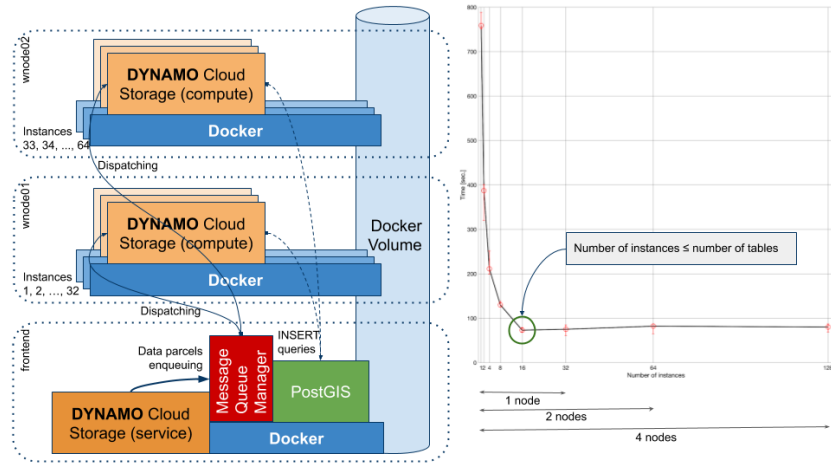 wnode02
DYNAMO Cloud
Storage (compute)
Docker
Instances
33, 34, ..., 64
Dispatching
wnode01
DYNAMO Cloud
Storage (compute)
Docker
Instances
1, 2, ..., 32
Dispatching
Docker
Volume
frontend
Data parcels
enqueuing
INSERT
queries
Message
Queue
Manager
PostGIS
DYNAMO Cloud
Storage (service)
Docker
800
700
600
500
400
300
200
100
0
Time [sec.]
Number of instances ≤ number of tables
1 2 4 8 16 32 64 128
Number of instances
1 node
2 nodes
4 nodes